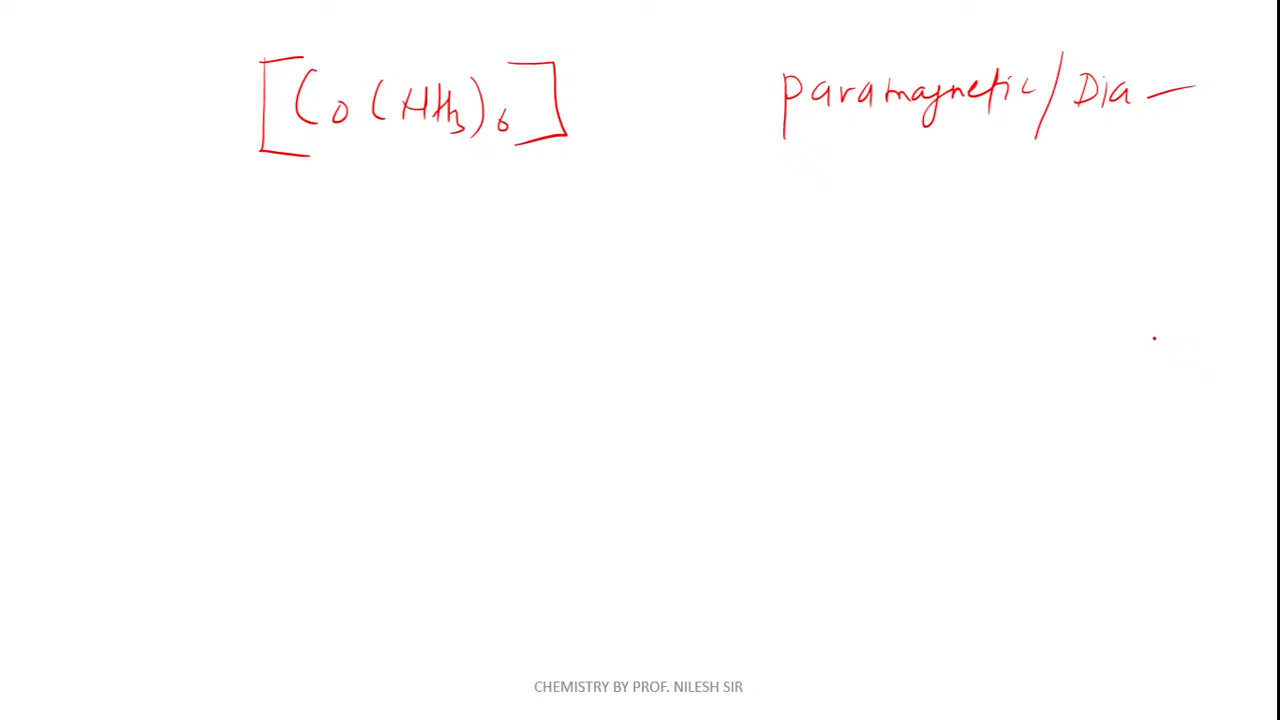 [Co(NH3)6] paramagnetic/Dia -
CHEMISTRY BY PROF. NILESH SIR